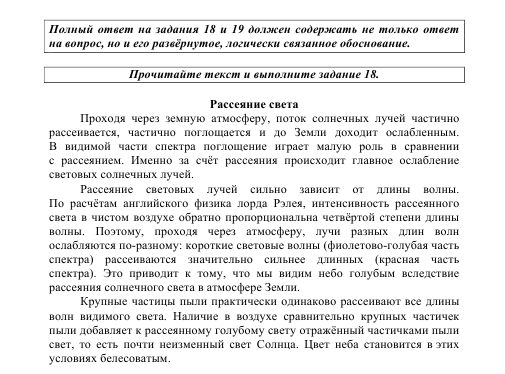 Полный ответ на задания 18 и 19 должен содержать не только ответ
на вопрос, но и его развёрнутое, логически связанное обоснование.
Прочитайте текст и выполните задание 18.
Рассеяние света
Проходя через земную атмосферу, поток солнечных лучей частично
рассеивается, частично поглощается и до Земли доходит ослабленным.
В видимой части спектра поглощение играет малую роль в сравнении
с рассеянием. Именно за счёт рассеяния происходит главное ослабление
световых солнечных лучей.
Рассеяние световых лучей сильно зависит от длины волны.
По расчётам английского физика лорда Рэлея, интенсивность рассеянного
света в чистом воздухе обратно пропорциональна четвёртой степени длины
волны. Поэтому, проходя через атмосферу, лучи разных длин волн
ослабляются по-разному: короткие световые волны (фиолетово-голубая часть
спектра) рассеиваются значительно сильнее длинных (красная часть
спектра). Это приводит к тому, что мы видим небо голубым вследствие
рассеяния солнечного света в атмосфере Земли.
Крупные частицы пыли практически одинаково рассеивают все длины
волн видимого света. Наличие в воздухе сравнительно крупных частичек
пыли добавляет к рассеянному голубому свету отражённый частичками пыли
свет, то есть почти неизменный свет Солнца. Цвет неба становится в этих
условиях белесоватым.